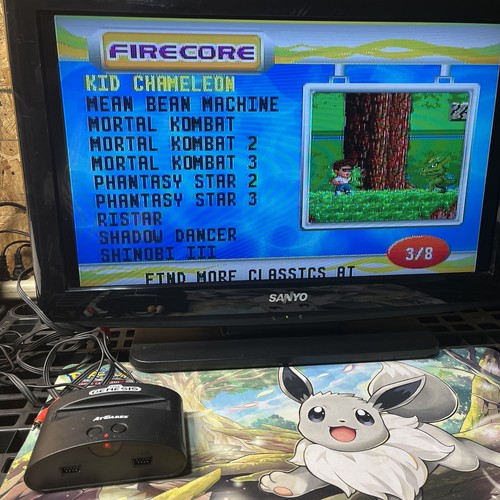 FIRECORE
KID CHAMELEON
MEAN BEAN MACHINE
MORTAL KOMBAT
MORTAL KOMBAT 2
MORTAL KOMBAT 3
PHANTASY STAR 2
PHANTASY STAR 3
RISTAR
SHADOW DANCER
SHINOBI III
3/8
FIND MORE CLASSICS AT
SANYO
GENESIS
ATGAMES